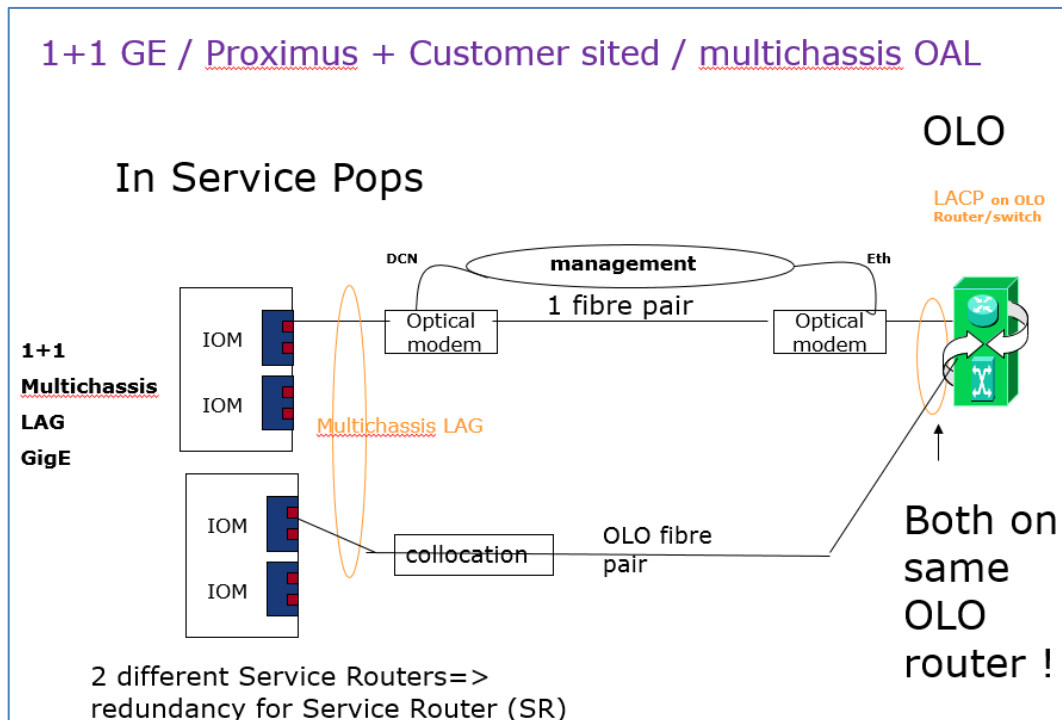 1+1 GE / Proximus + Customer sited / multichassis OAL
OLO
In Service Pops
LACP on OLO
Router/switch
DCN
management
Eth
1 fibre pair
Optical
modem
Optical
modem
IOM
IOM
1+1
Multichassis
LAG
GigE
Multichassis LAG
IOM
IOM
collocation
OLO fibre
pair
Both on
same
OLO
router !
2 different Service Routers=>
redundancy for Service Router (SR)